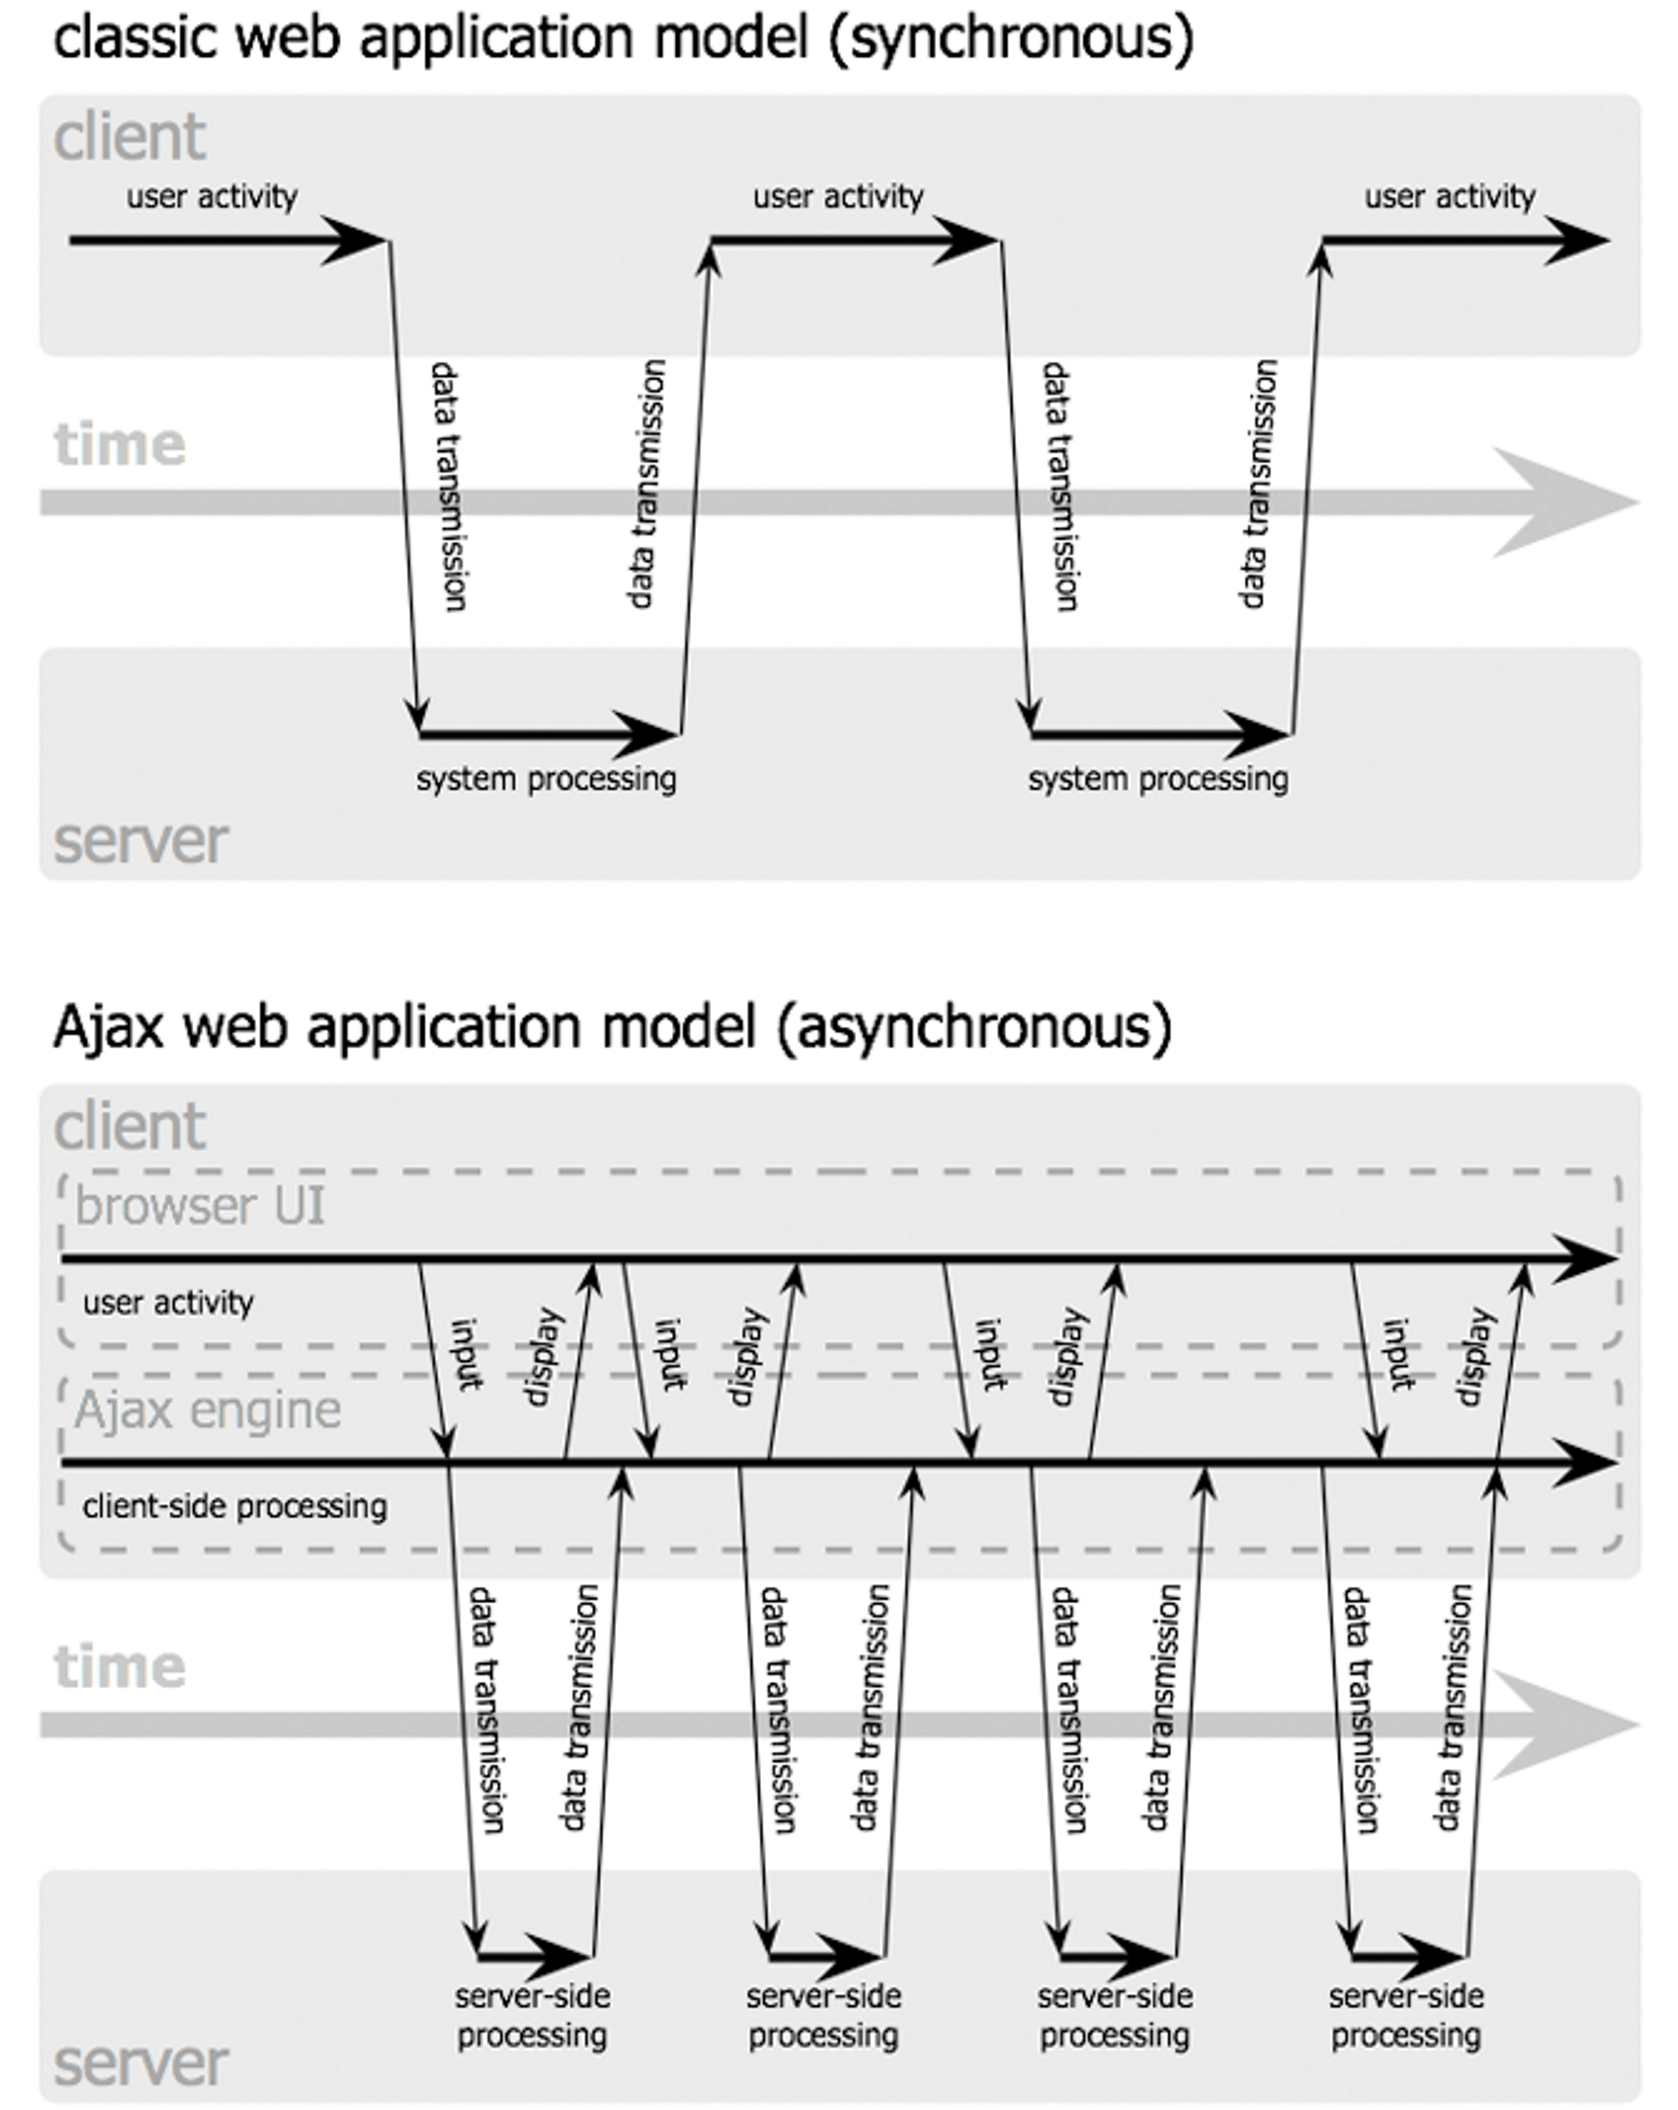 classic web application model (synchronous)
client
user activity
user activity
user activity
data transmission
data transmission
data transmission
data transmission
time
system processing
system processing
server
Ajax web application model (asynchronous)
client
browser UI
user activity
input
display
input
display
input
display
input
display
Ajax engine
client-side processing
data transmission
data transmission
data transmission
data transmission
data transmission
data transmission
data transmission
data transmission
time
server-side
processing
server-side
processing
server-side
processing
server-side
processing
server